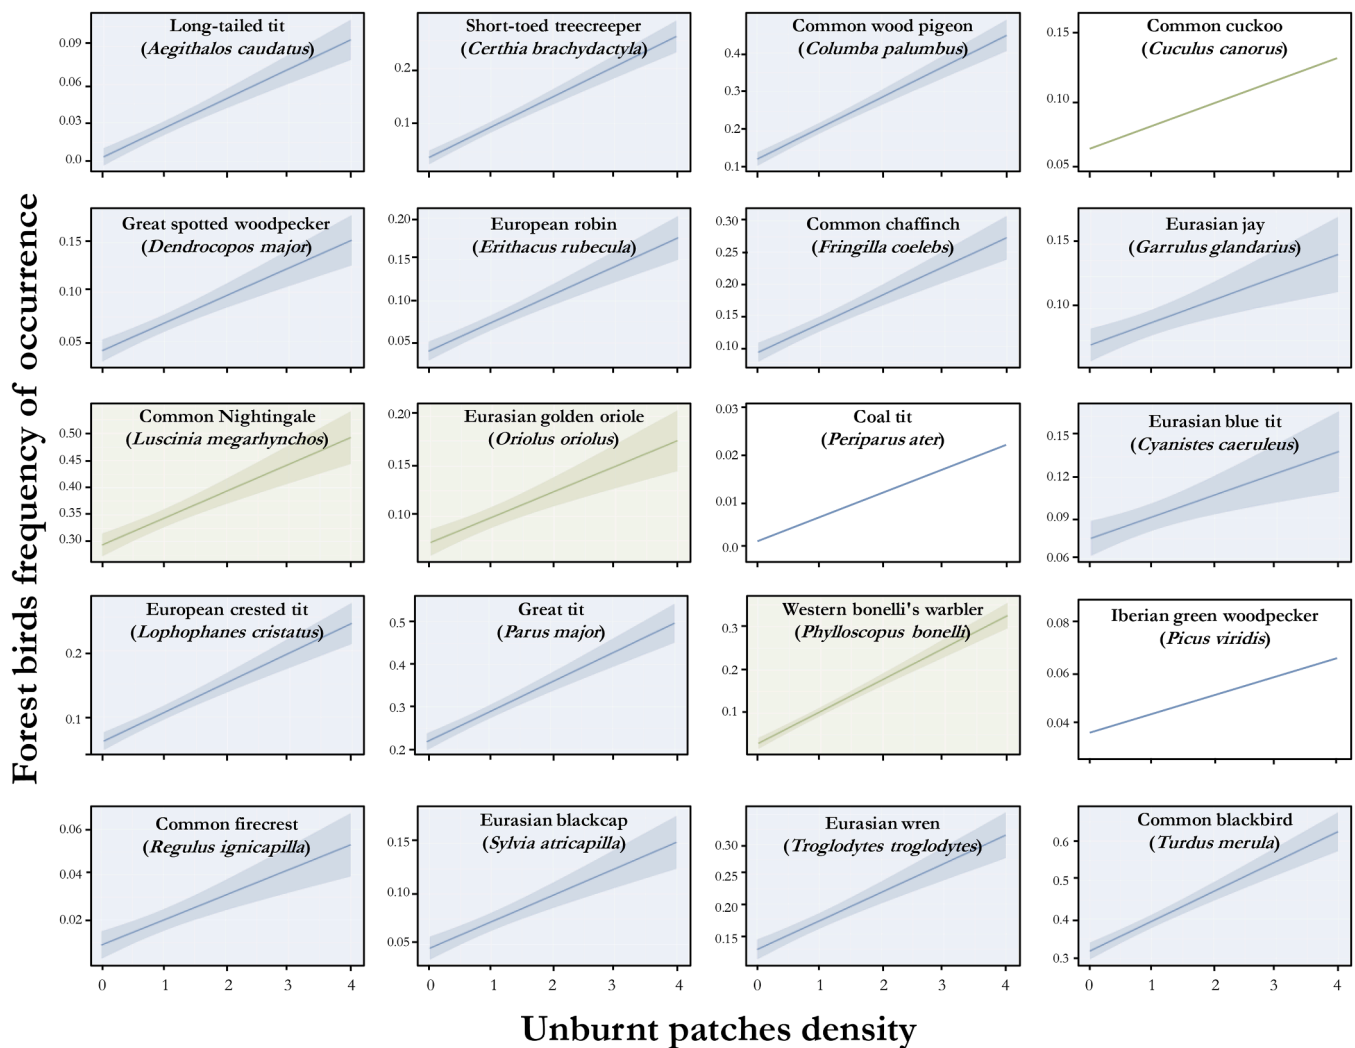 Forest birds frequency of occurrence
Long-tailed tit
(Aegithalos caudatus)
0.09
0.06
0.03
0.0
Short-toed treecreeper
(Certhia brachydactyla)
0.2
0.1
Common wood pigeon
(Columba palumbus)
0.4
0.3
0.2
0.1
Common cuckoo
(Cuculus canorus)
0.15
0.10
0.05
Great spotted woodpecker
(Dendrocopos major)
0.15
0.10
0.05
European robin
(Erithacus rubecula)
0.20
0.15
0.10
0.05
Common chaffinch
(Fringilla coelebs)
0.30
0.25
0.20
0.15
0.10
Eurasian jay
(Garrulus glandarius)
0.15
0.10
Common Nightingale
(Luscinia megarhynchos)
0.50
0.45
0.40
0.35
0.30
Eurasian golden oriole
(Oriolus oriolus)
0.20
0.15
0.10
Coal tit
(Periparus ater)
0.03
0.02
0.01
0.0
Eurasian blue tit
(Cyanistes caeruleus)
0.15
0.12
0.09
0.06
European crested tit
(Lophophanes cristatus)
0.2
0.1
Great tit
(Parus major)
0.5
0.4
0.3
0.2
Western bonelli's warbler
(Phylloscopus bonelli)
0.3
0.2
0.1
Iberian green woodpecker
(Picus viridis)
0.08
0.06
0.04
Common firecrest
(Regulus ignicapilla)
0.06
0.04
0.02
0 1 2 3 4
Eurasian blackcap
(Sylvia atricapilla)
0.15
0.10
0.05
0 1 2 3 4
Eurasian wren
(Troglodytes troglodytes)
0.30
0.25
0.20
0.15
0 1 2 3 4
Common blackbird
(Turdus merula)
0.6
0.5
0.4
0.3
0 1 2 3 4
Unburnt patches density